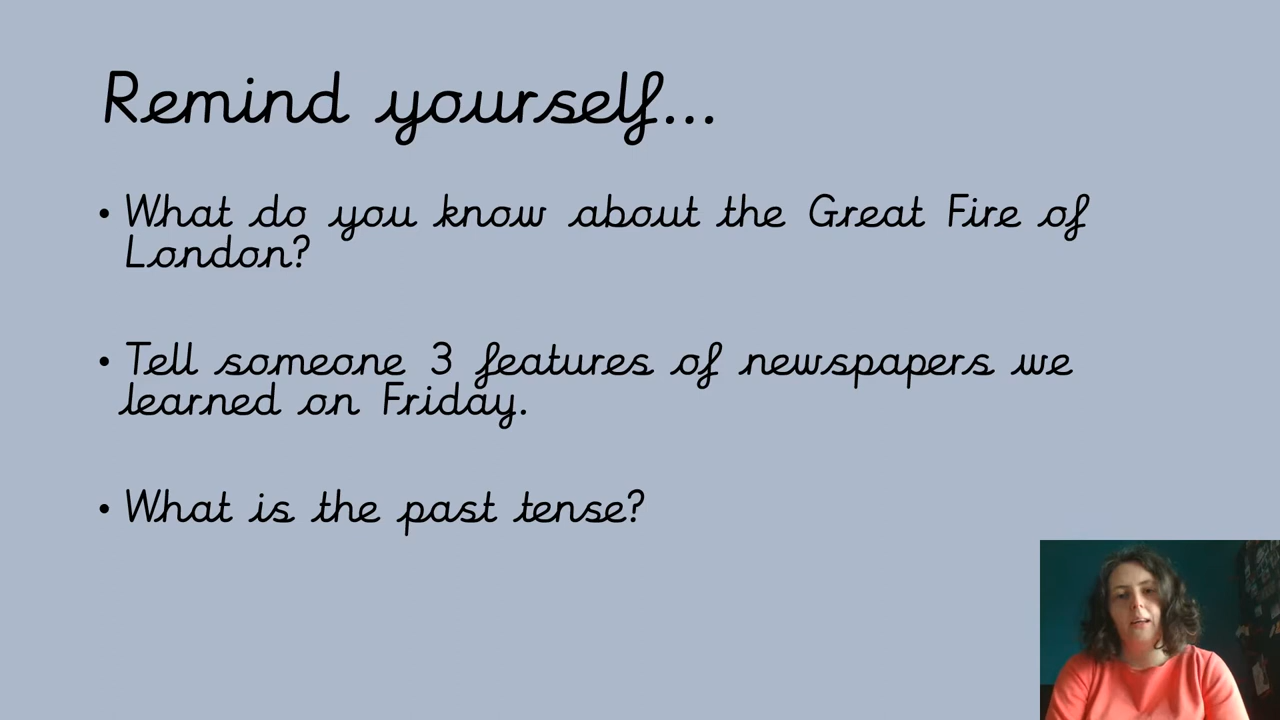 Remind yourself...
• What do you know about the Great Fire of
London?
• Tell someone 3 features of newspapers we
learned on Friday.
• What is the past tense?